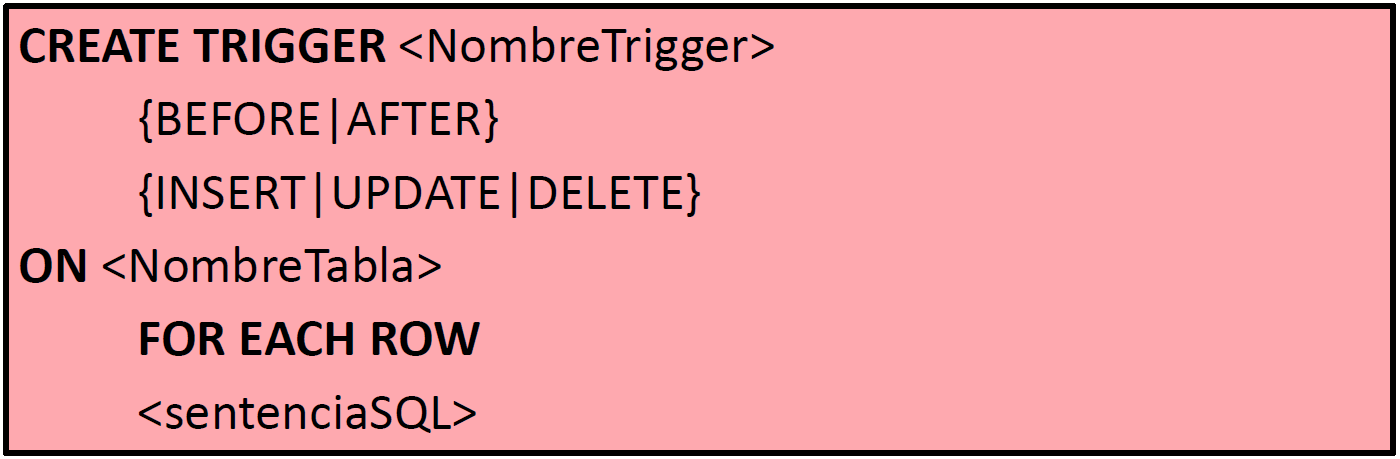 CREATE TRIGGER <NombreTrigger>
{BEFORE|AFTER}
{INSERT|UPDATE|DELETE}
ON <NombreTabla>
FOR EACH ROW
<sentenciaSQL>